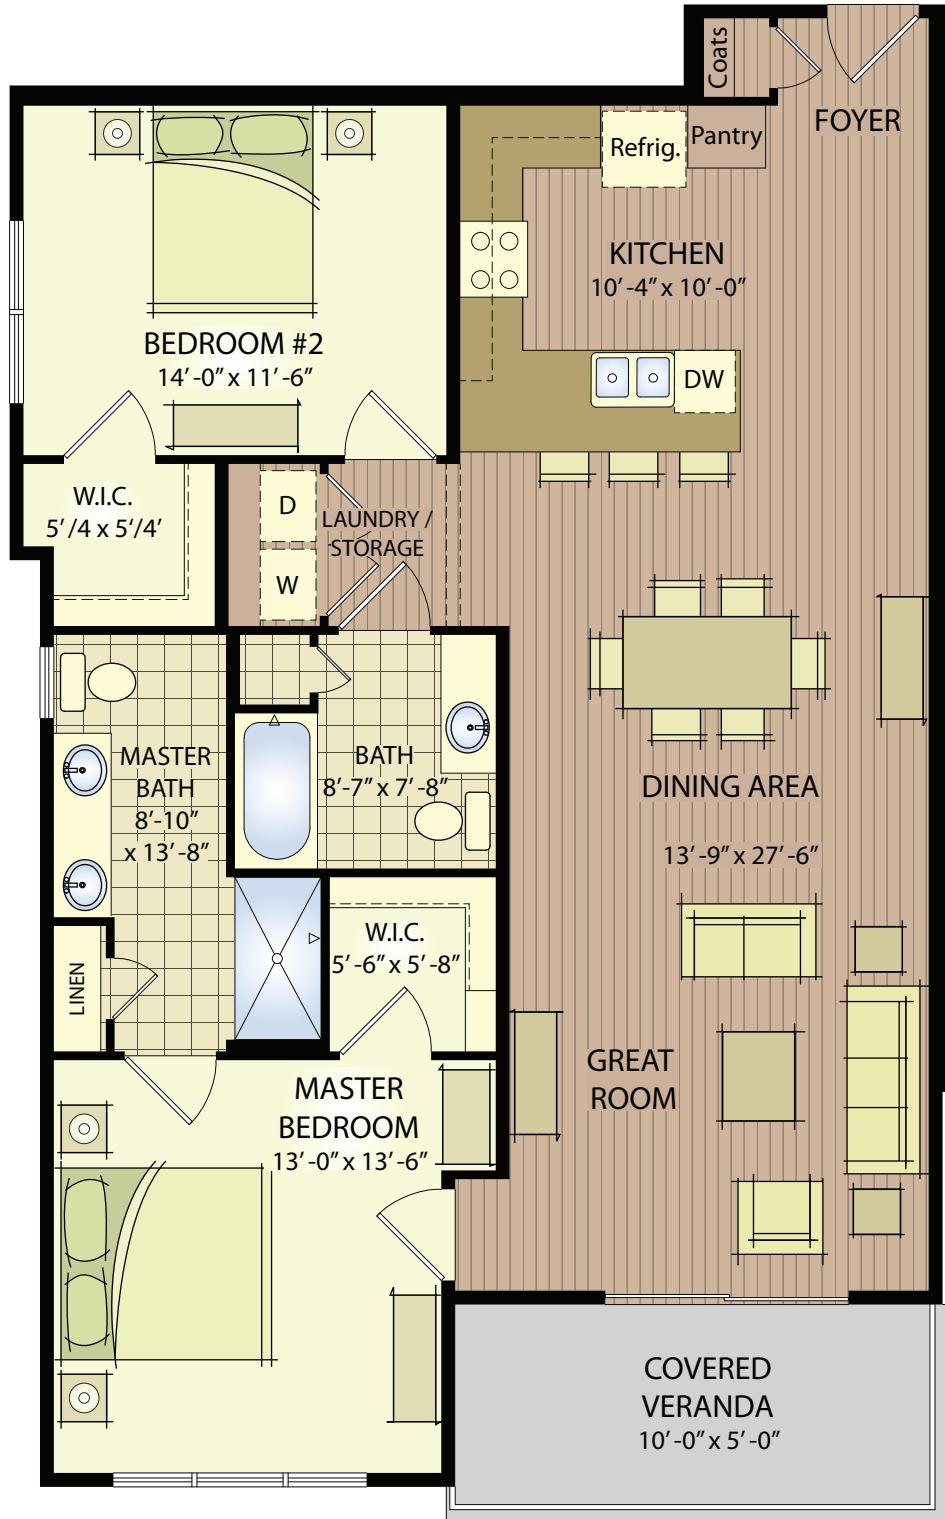 Coats
FOYER
Refrig.
Pantry
KITCHEN
10’-4” x 10’-0”
BEDROOM #2
14’-0” x 11’-6”
DW
W.I.C.
5’/4 x 5‘/4’
D
LAUNDRY /
STORAGE
W
MASTER
BATH
8’-10”
x 13’-8”
BATH
8’-7” x 7’-8”
DINING AREA
13’-9” x 27’-6”
LINEN
W.I.C.
5’-6” x 5’-8”
GREAT
ROOM
MASTER
BEDROOM
13’-0” x 13’-6”
COVERED
VERANDA
10’-0” x 5’-0”